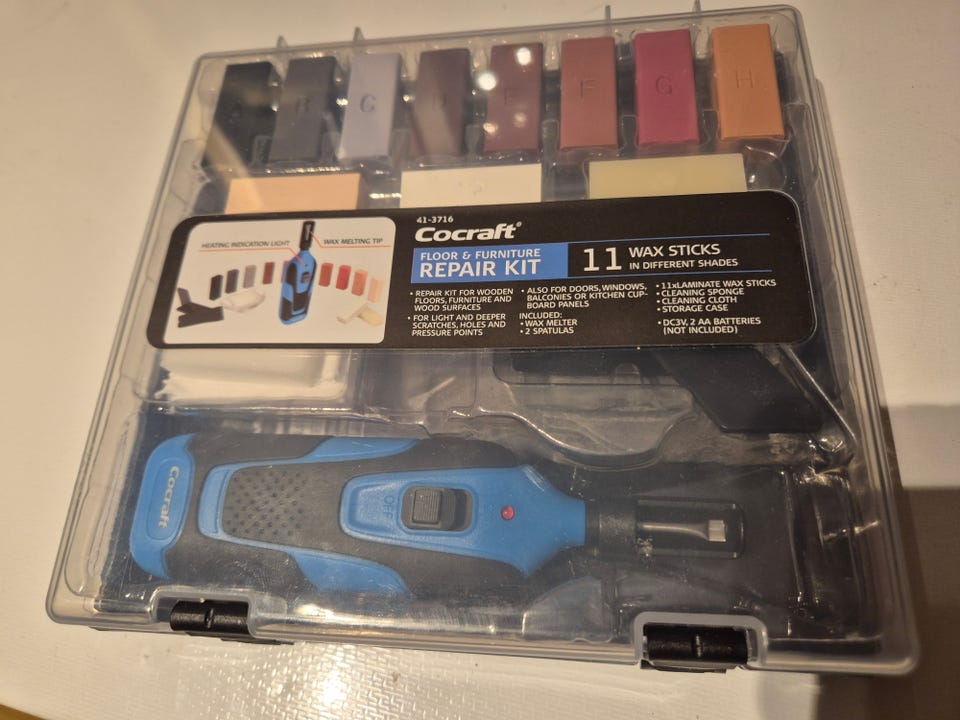 B
C
D
E
F
G
H
41-3716
Cocraft®
FLOOR & FURNITURE
REPAIR KIT
11 WAX STICKS
IN DIFFERENT SHADES
HEATING INDICATION LIGHT
WAX MELTING TIP
• REPAIR KIT FOR WOODEN
FLOORS, FURNITURE AND
WOOD SURFACES
• FOR LIGHT AND DEEPER
SCRATCHES, HOLES AND
PRESSURE POINTS
• ALSO FOR DOORS, WINDOWS,
BALCONIES OR KITCHEN CUP-
BOARD PANELS
INCLUDED:
• WAX MELTER
• 2 SPATULAS
• 11xLAMINATE WAX STICKS
• CLEANING SPONGE
• CLEANING CLOTH
• STORAGE CASE
• DC3V, 2 AA BATTERIES
(NOT INCLUDED)
Cocraft